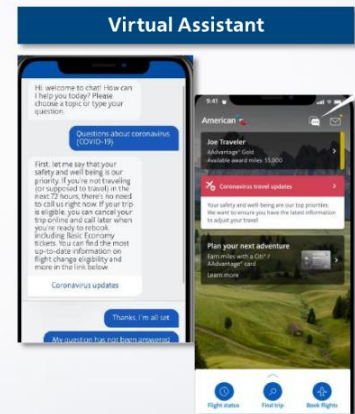 Virtual Assistant
Hi, welcome to chat! How can
I help you today? Please
choose a topic or type your
question.
Questions about coronavirus
(COVID-19)
First, let me say that your
safety and well being is our
priority. If you're not traveling
(or supposed to travel) in the
next 72 hours, there's no need
to call us right now. If your trip
is eligible, you can cancel your
trip online and call later when
you're ready to rebook
including Basic Economy
tickets. You can find the most
up-to-date information on
flight change eligibility and
more in the link below.
Coronavirus updates
Thanks, I'm all set
My question has not been answered
9:41
American
Joe Traveler
AAdvantage® Gold
Available award miles 55,000
Coronavirus travel updates
Your safety and well-being are our top priorities.
We want to ensure you have the latest information
to adjust your travel
Plan your next adventure
Earn miles with a Citi® /
AAdvantage® card
Learn more
Flight status
Find trip
Book flights